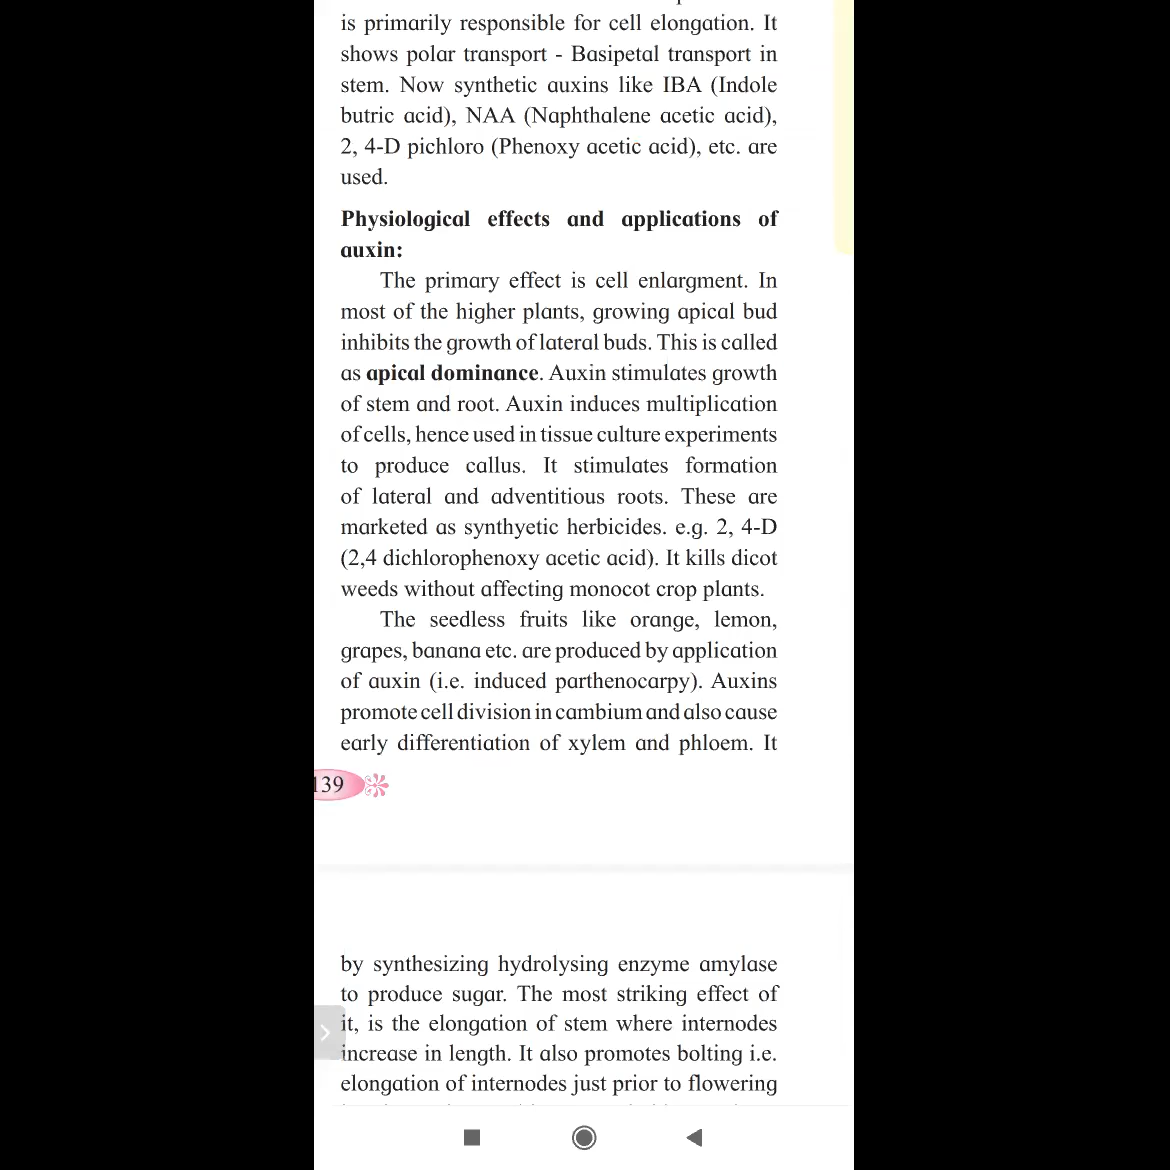 is primarily responsible for cell elongation. It
shows polar transport - Basipetal transport in
stem. Now synthetic auxins like IBA (Indole
butric acid), NAA (Naphthalene acetic acid),
2, 4-D pichloro (Phenoxy acetic acid), etc. are
used.
Physiological effects and applications of
auxin:
The primary effect is cell enlargment. In
most of the higher plants, growing apical bud
inhibits the growth of lateral buds. This is called
as apical dominance. Auxin stimulates growth
of stem and root. Auxin induces multiplication
of cells, hence used in tissue culture experiments
to produce callus. It stimulates formation
of lateral and adventitious roots. These are
marketed as synthyetic herbicides. e.g. 2, 4-D
(2,4 dichlorophenoxy acetic acid). It kills dicot
weeds without affecting monocot crop plants.
The seedless fruits like orange, lemon,
grapes, banana etc. are produced by application
of auxin (i.e. induced parthenocarpy). Auxins
promote cell division in cambium and also cause
early differentiation of xylem and phloem. It
139
by synthesizing hydrolysing enzyme amylase
to produce sugar. The most striking effect of
it, is the elongation of stem where internodes
increase in length. It also promotes bolting i.e.
elongation of internodes just prior to flowering